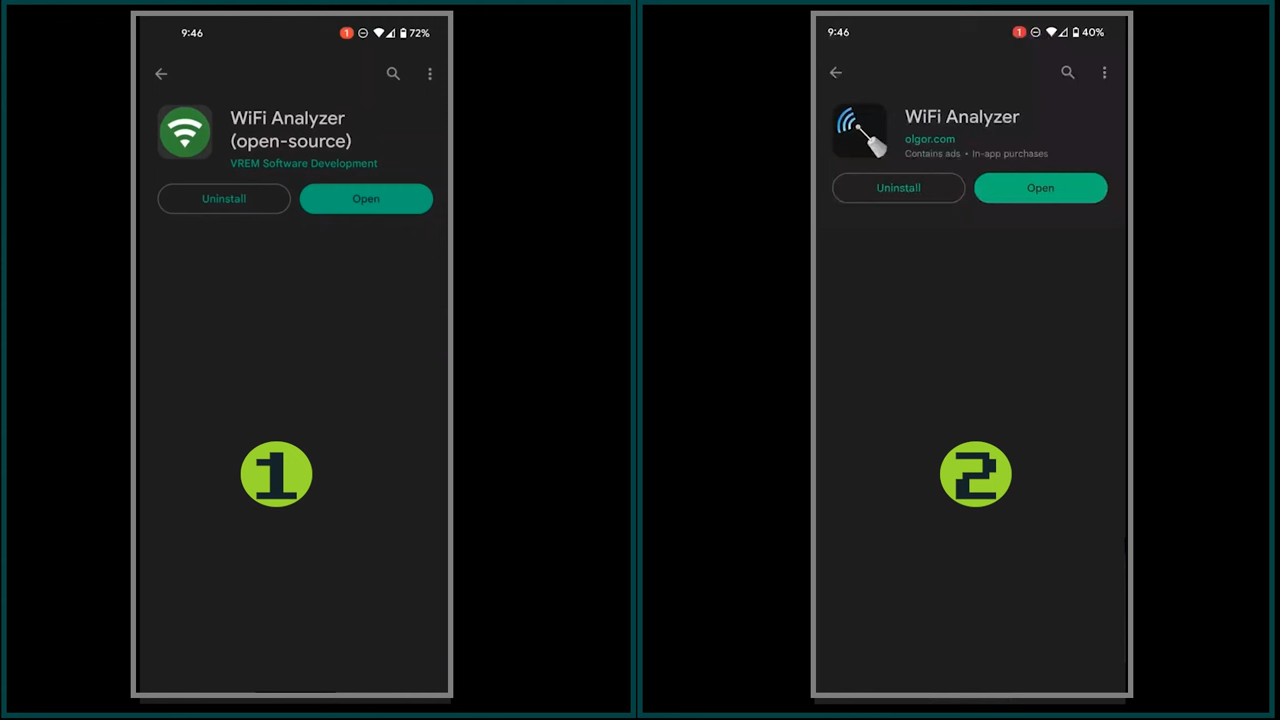 9:46
1
72%
WiFi Analyzer
(open-source)
VREM Software Development
Uninstall
Open
1
9:46
1
40%
WiFi Analyzer
olgor.com
Contains ads • In-app purchases
Uninstall
Open
2